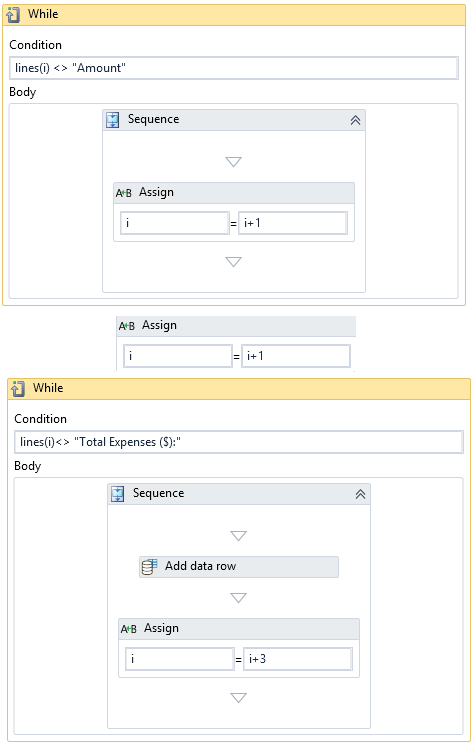 While
Condition
lines(i) <> "Amount"
Body
Sequence
A+B Assign
i = i+1
A+B Assign
i = i+1
While
Condition
lines(i)<> "Total Expenses ($):"
Body
Sequence
Add data row
A+B Assign
i = i+3